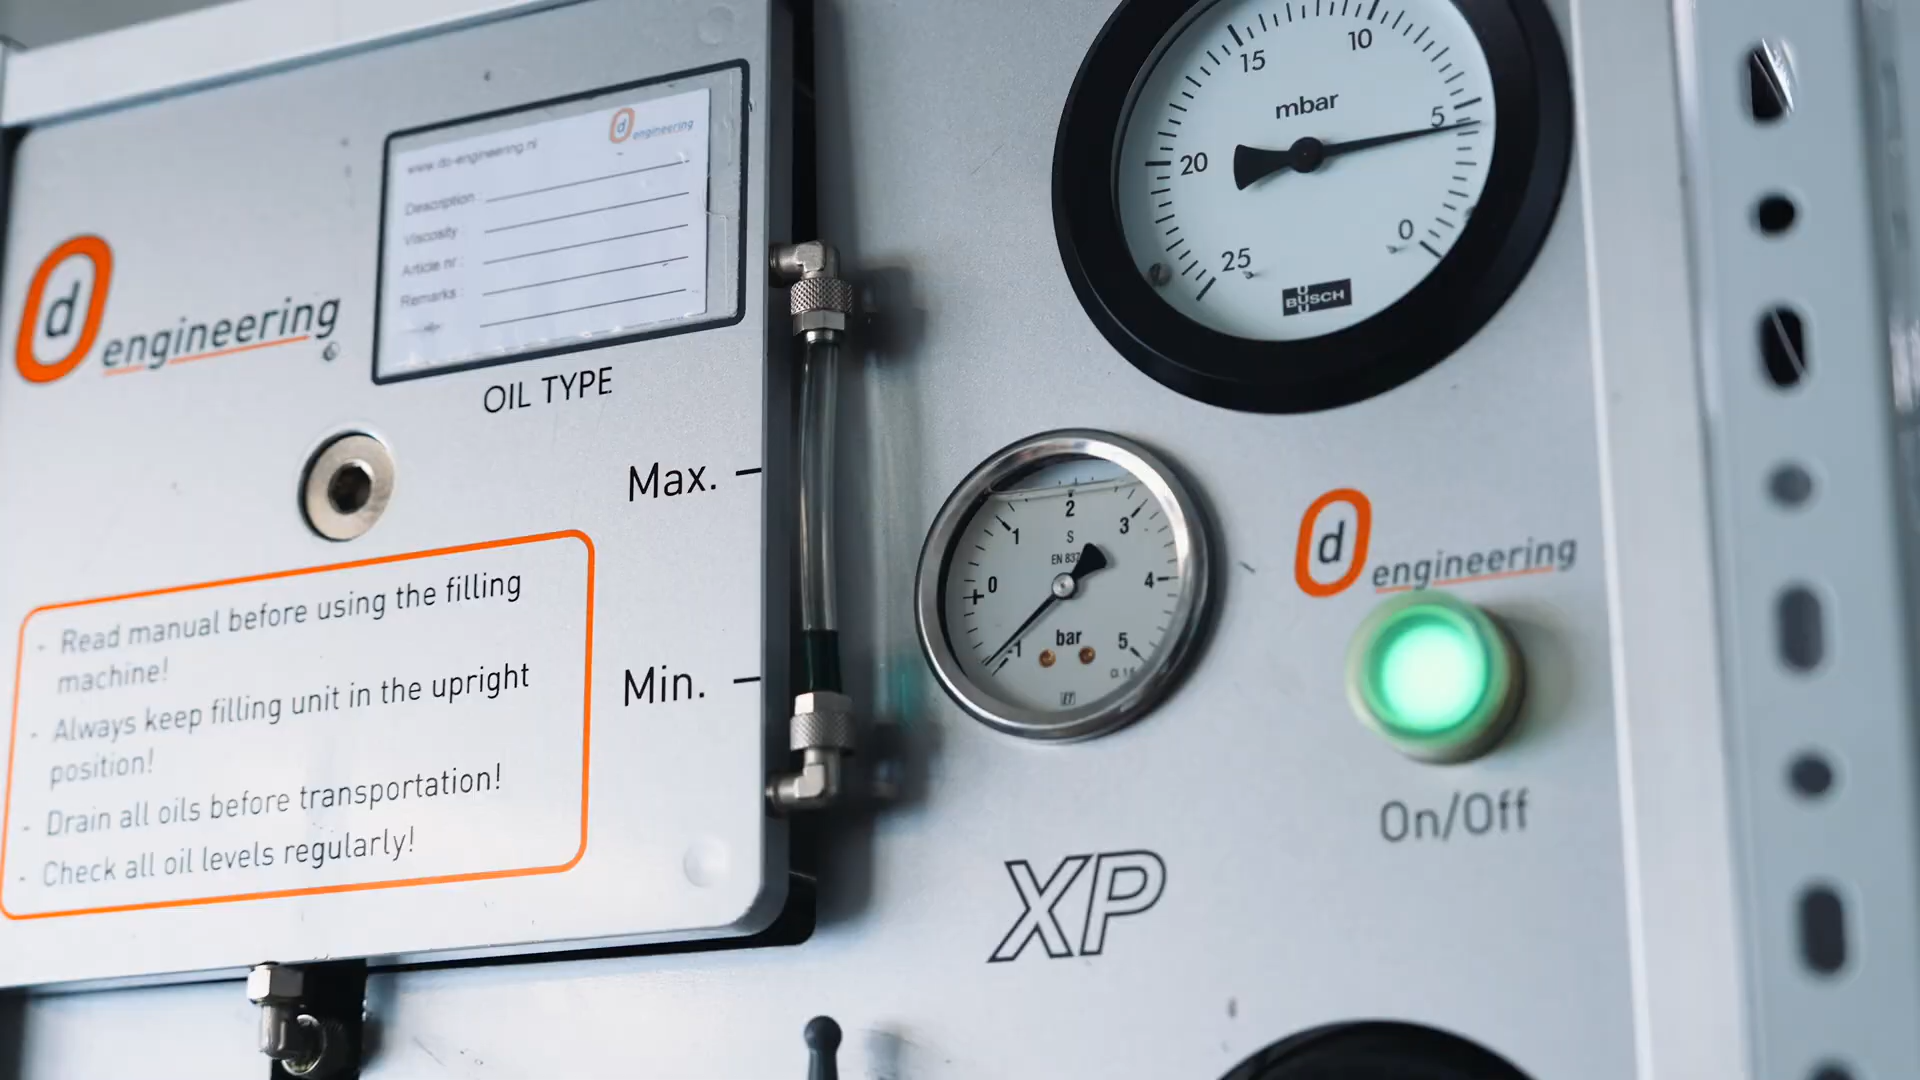 www.do-engineering.nl
d engineering
Description :
Viscosity :
Article nr :
Remarks :
OIL TYPE
d engineering
Max.
Min.
- Read manual before using the filling
machine!
- Always keep filling unit in the upright
position!
- Drain all oils before transportation!
- Check all oil levels regularly!
10
15
mbar
5
20
0
25
BUSCH
2
1
3
S
EN 837
0
4
bar
-1
5
d engineering
On/Off
XP